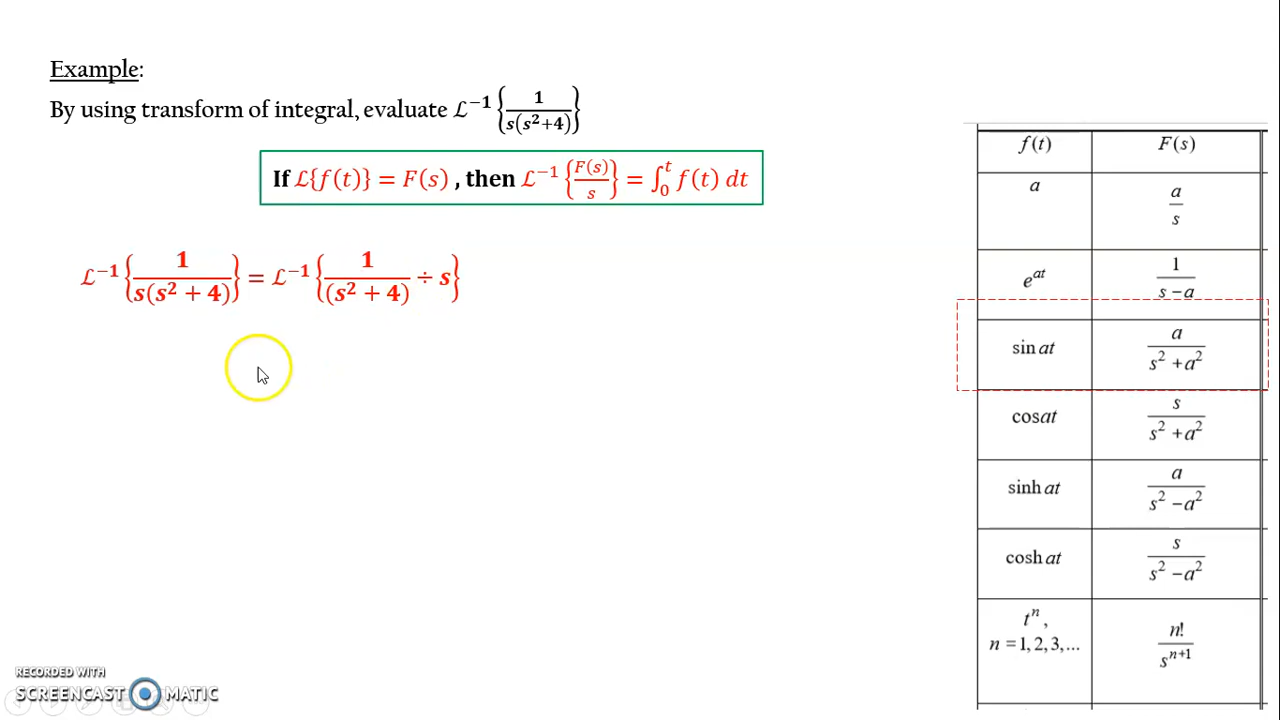 Example:
By using transform of integral, evaluate ℒ⁻¹{1/(s(s²+4))}
If ℒ{f(t)} = F(s) , then ℒ⁻¹{F(s)/s} = ∫₀ᵗ f(t) dt
ℒ⁻¹{1/(s(s² + 4))} = ℒ⁻¹{1/(s² + 4) ÷ s}
f(t) F(s)
a a/s
e^{at} 1/(s−a)
sin at a/(s²+a²)
cos at s/(s²+a²)
sinh at a/(s²−a²)
cosh at s/(s²−a²)
tⁿ,
n = 1, 2, 3, ... n!/s^{n+1}
RECORDED WITH
SCREENCAST MATIC